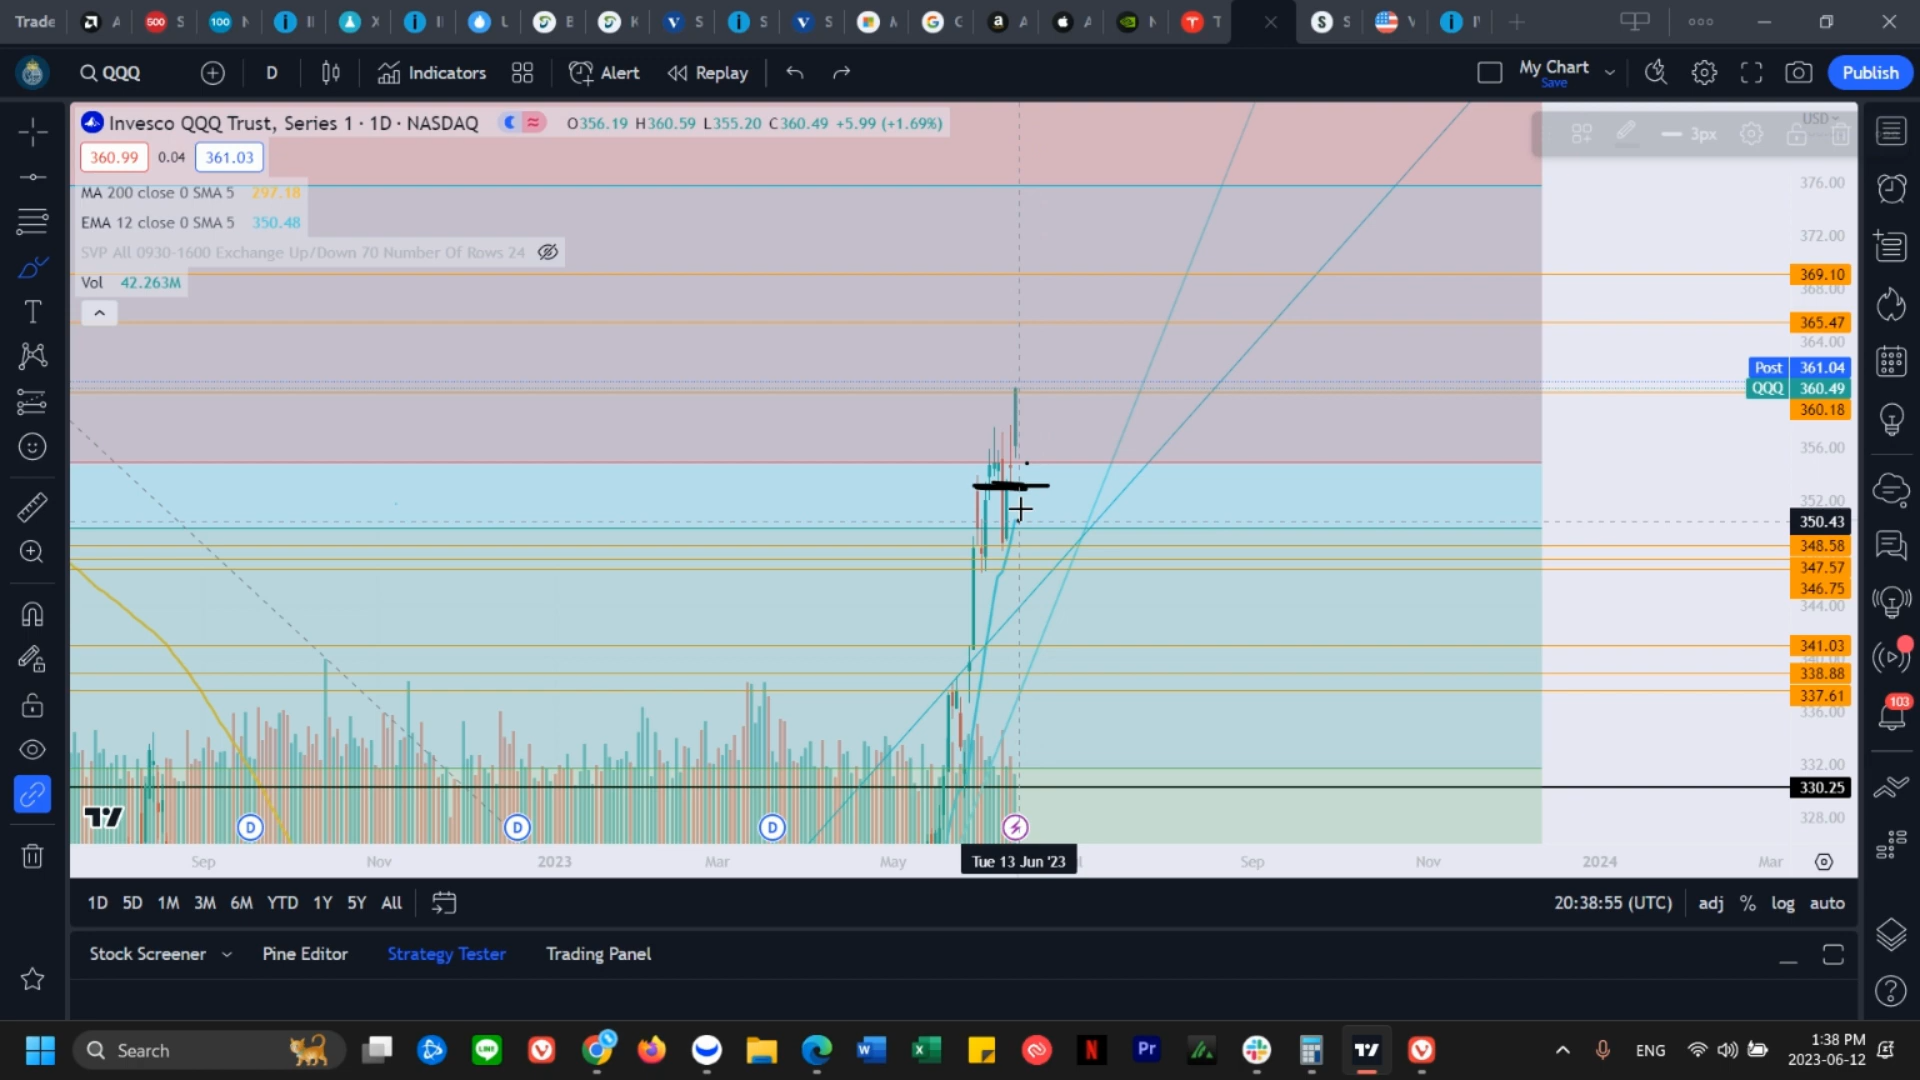 Trade
500
100
QQQ
D
Indicators
Alert
Replay
My Chart
Save
Publish
Invesco QQQ Trust, Series 1 · 1D · NASDAQ
O356.19 H360.59 L355.20 C360.49 +5.99 (+1.69%)
360.99 0.04 361.03
MA 200 close 0 SMA 5 297.18
EMA 12 close 0 SMA 5 350.48
SVP All 0930-1600 Exchange Up/Down 70 Number Of Rows 24
Vol 42.263M
USD
3px
376.00
372.00
369.10
368.00
365.47
364.00
Post 361.04
QQQ 360.49
360.18
356.00
352.00
350.43
348.58
347.57
346.75
344.00
341.03
338.88
337.61
336.00
332.00
330.25
328.00
D
D
D
Sep
Nov
2023
Mar
May
Tue 13 Jun '23
Sep
Nov
2024
Mar
103
1D 5D 1M 3M 6M YTD 1Y 5Y All
20:38:55 (UTC) adj % log auto
Stock Screener Pine Editor Strategy Tester Trading Panel
Search
LINE
Pr
ENG
1:38 PM
2023-06-12